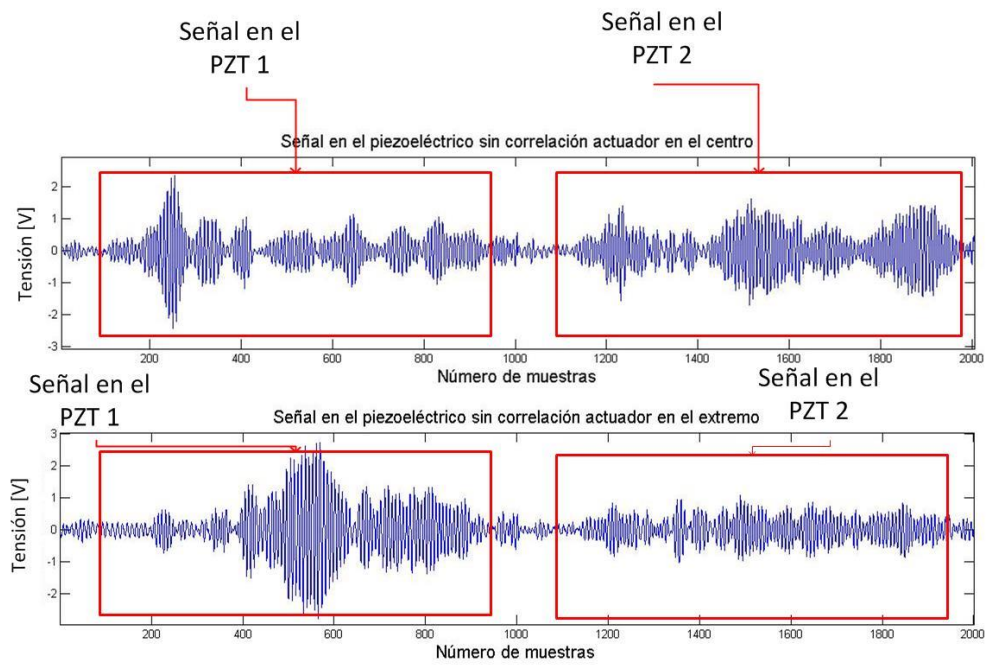 Señal en el
PZT 1
Señal en el
PZT 2
Señal en el piezoeléctrico sin correlación actuador en el centro
Tensión [V]
2
1
0
-1
-2
-3
200
400
600
800
1000
1200
1400
1600
1800
2000
Número de muestras
Señal en el
PZT 1
Señal en el
PZT 2
Señal en el piezoeléctrico sin correlación actuador en el extremo
Tensión [V]
3
2
1
0
-1
-2
200
400
600
800
1000
1200
1400
1600
1800
2000
Número de muestras